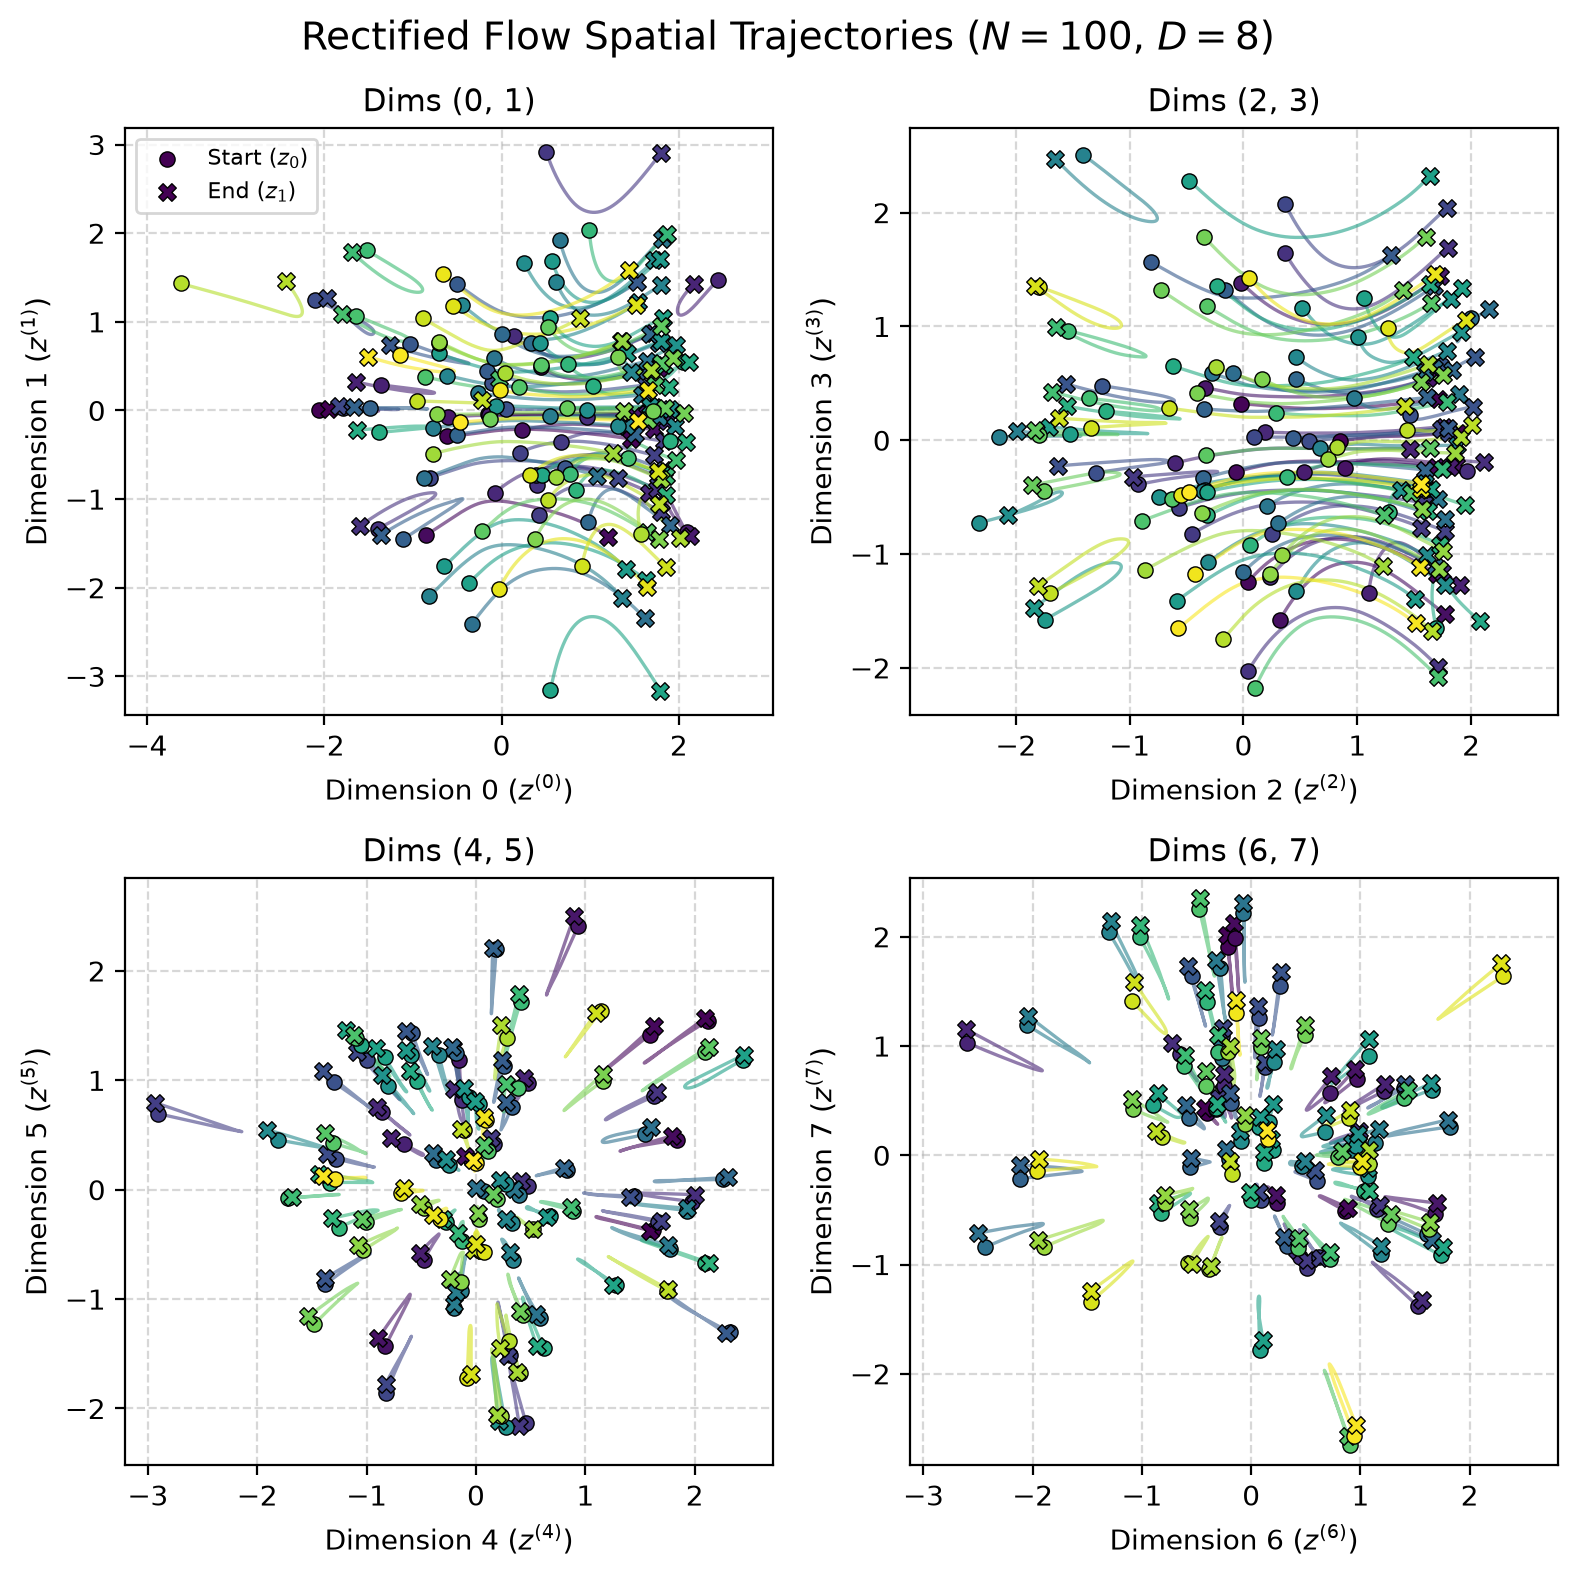 Rectified Flow Spatial Trajectories (N = 100, D = 8)
Dims (0, 1)
Start (z₀)
End (z₁)
3
2
1
0
−1
−2
−3
−4
−2
0
2
Dimension 1 (z⁽¹⁾)
Dimension 0 (z⁽⁰⁾)
Dims (2, 3)
2
1
0
−1
−2
−2
−1
0
1
2
Dimension 3 (z⁽³⁾)
Dimension 2 (z⁽²⁾)
Dims (4, 5)
2
1
0
−1
−2
−3
−2
−1
0
1
2
Dimension 5 (z⁽⁵⁾)
Dimension 4 (z⁽⁴⁾)
Dims (6, 7)
2
1
0
−1
−2
−3
−2
−1
0
1
2
Dimension 7 (z⁽⁷⁾)
Dimension 6 (z⁽⁶⁾)